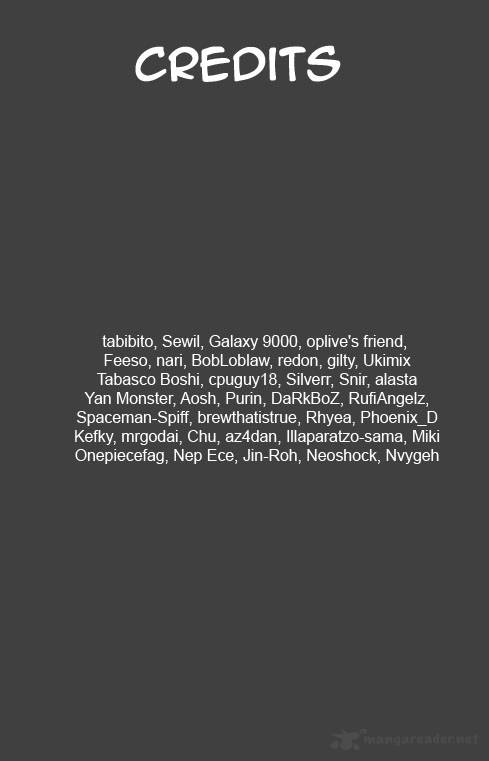 CREDITS
tabibito, Sewil, Galaxy 9000, oplive's friend,
Feeso, nari, BobLoblaw, redon, gilty, Ukimix
Tabasco Boshi, cpuguy18, Silverr, Snir, alasta
Yan Monster, Aosh, Purin, DaRkBoZ, RufiAngelz,
Spaceman-Spiff, brewthatistrue, Rhyea, Phoenix_D
Kefky, mrgodai, Chu, az4dan, Illaparatzo-sama, Miki
Onepiecefag, Nep Ece, Jin-Roh, Neoshock, Nvygeh
mangareader.net